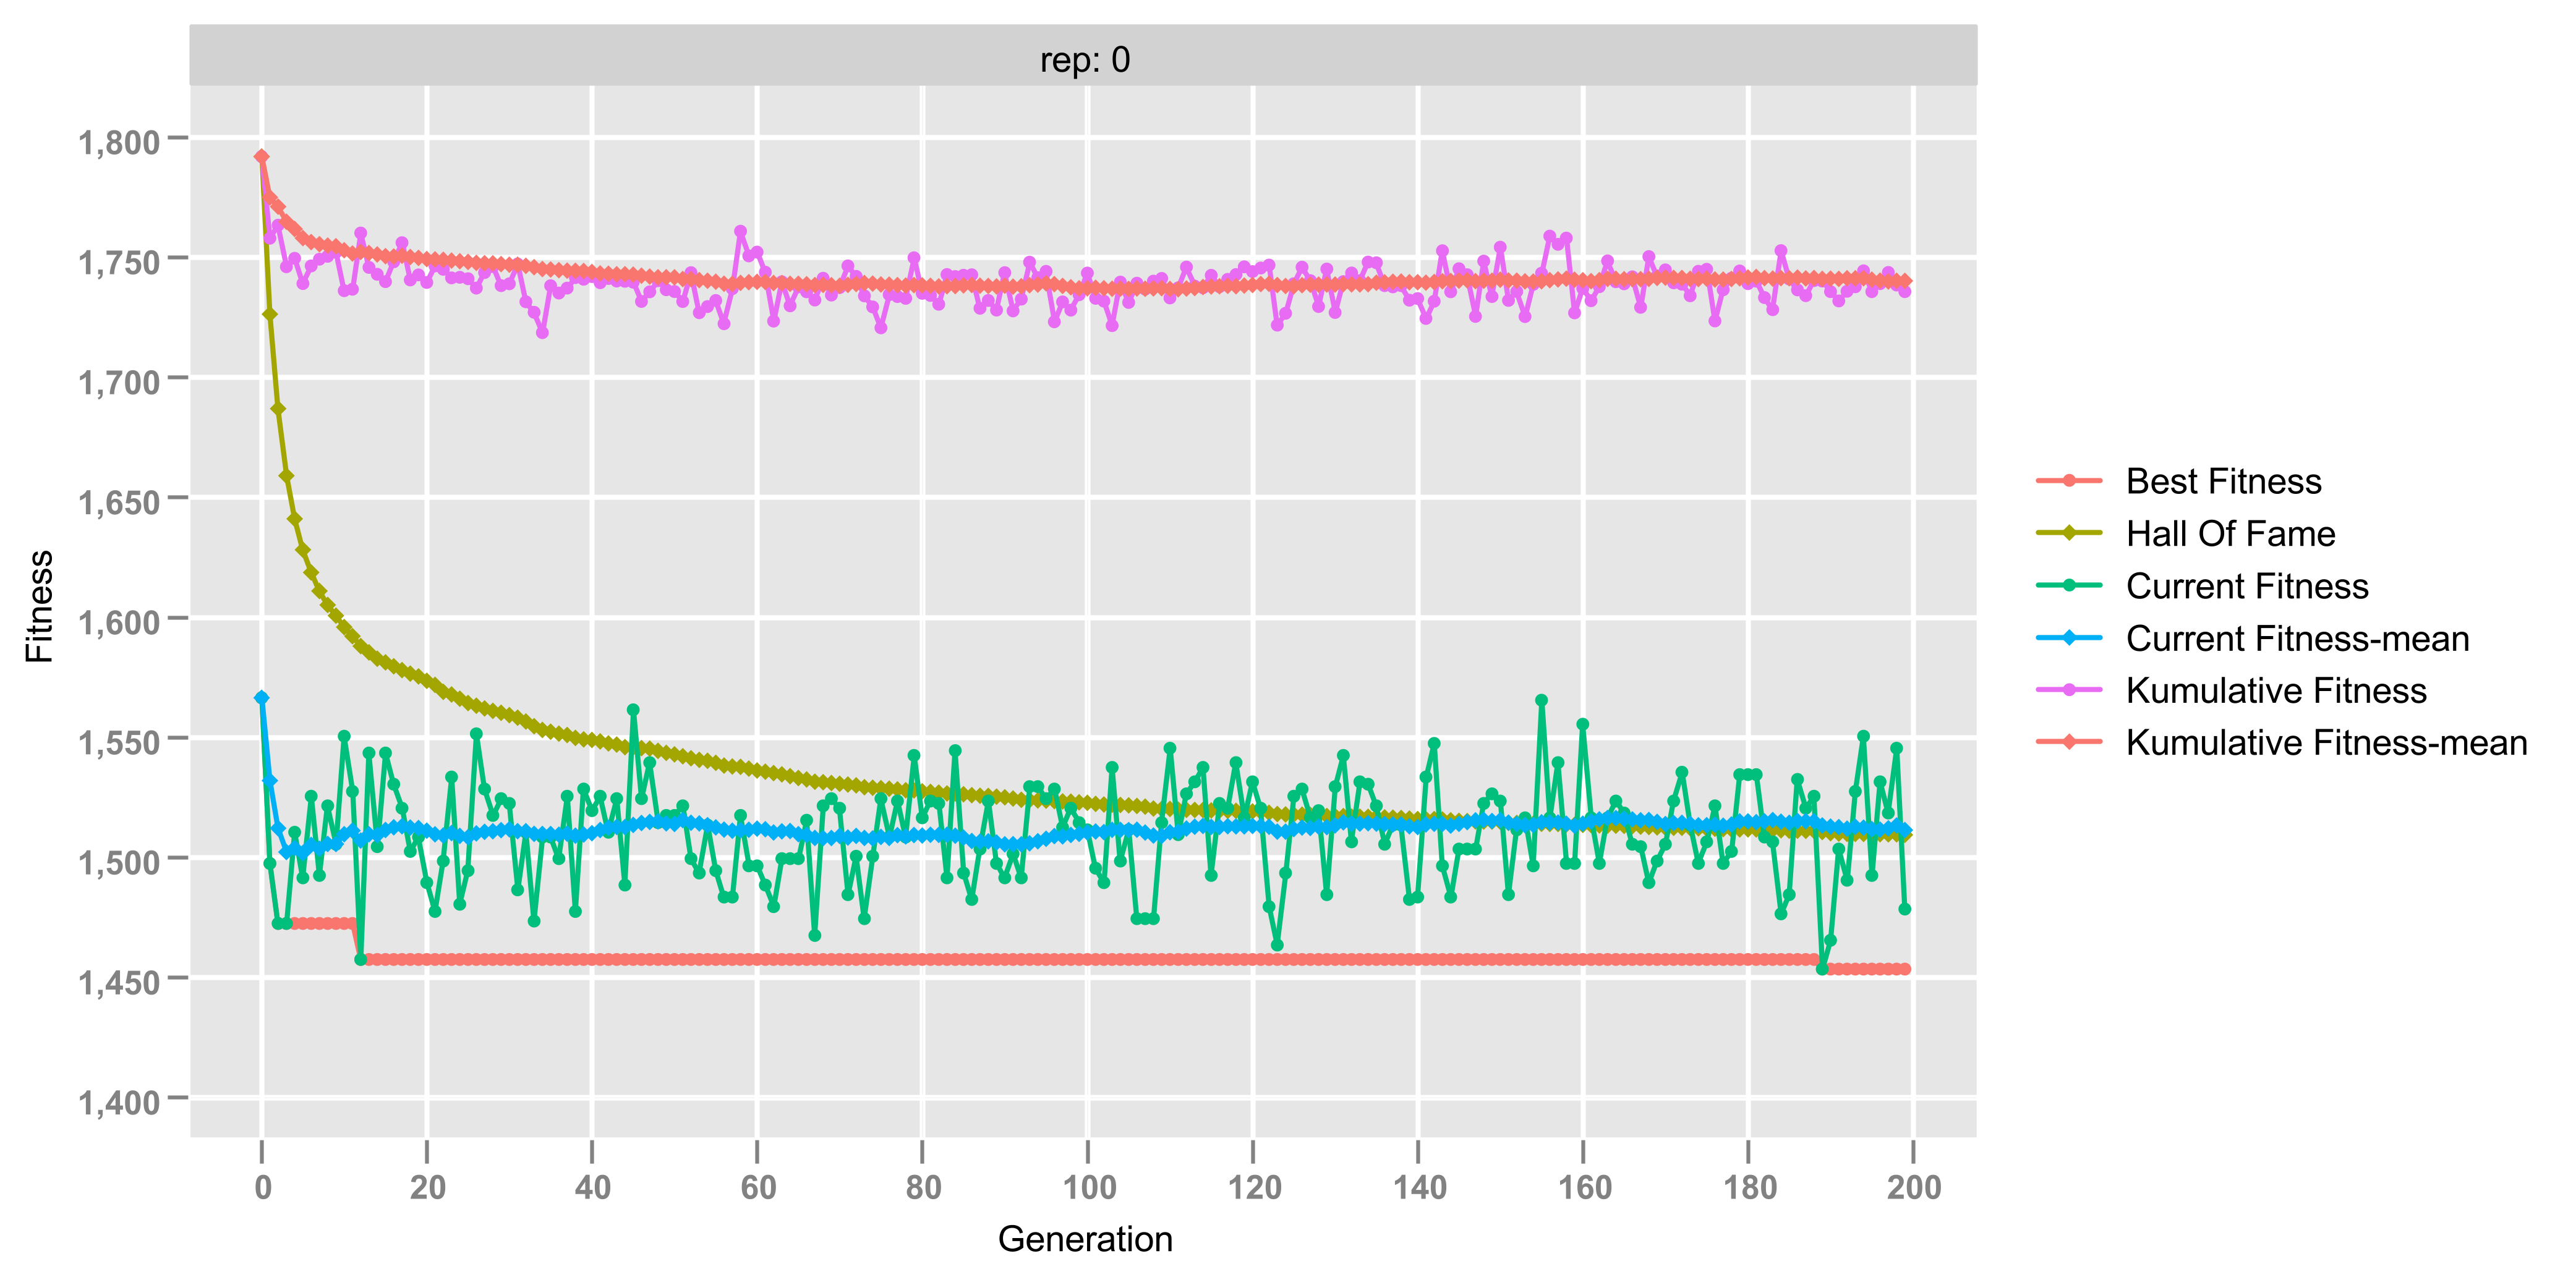 rep: 0
1,800
1,750
1,700
1,650
1,600
1,550
1,500
1,450
1,400
Fitness
0 20 40 60 80 100 120 140 160 180 200
Generation
Best Fitness
Hall Of Fame
Current Fitness
Current Fitness-mean
Kumulative Fitness
Kumulative Fitness-mean